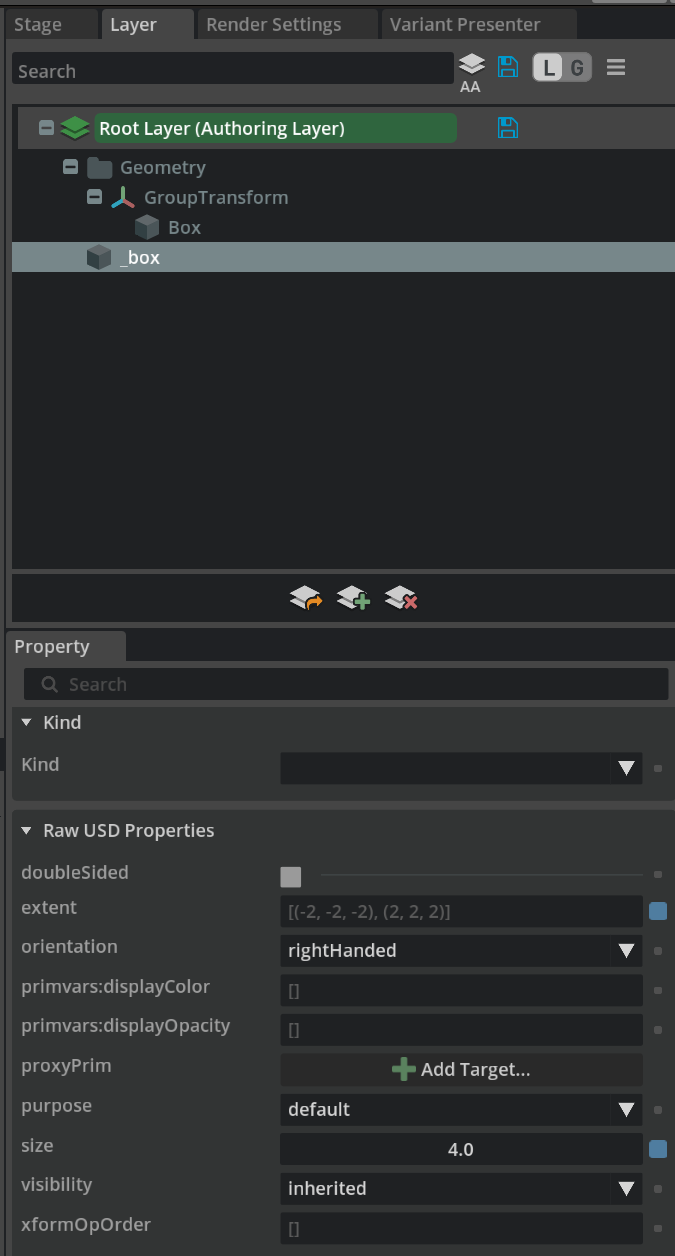 Stage Layer Render Settings Variant Presenter
Search
L G
AA
Root Layer (Authoring Layer)
Geometry
GroupTransform
Box
_box
Property
Search
Kind
Kind
Raw USD Properties
doubleSided
extent [(-2, -2, -2), (2, 2, 2)]
orientation rightHanded
primvars:displayColor []
primvars:displayOpacity []
proxyPrim Add Target...
purpose default
size 4.0
visibility inherited
xformOpOrder []